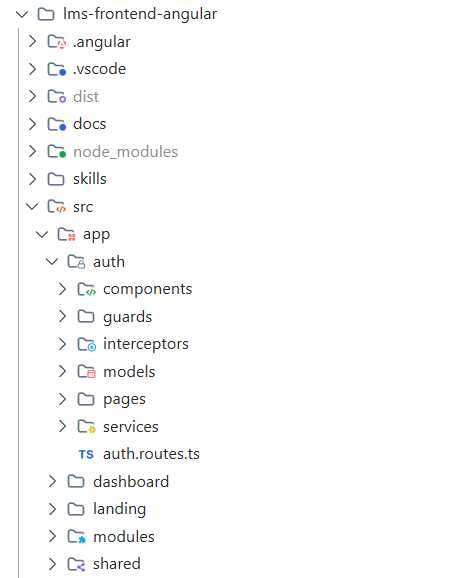 lms-frontend-angular
.angular
.vscode
dist
docs
node_modules
skills
src
app
auth
components
guards
interceptors
models
pages
services
TS auth.routes.ts
dashboard
landing
modules
shared